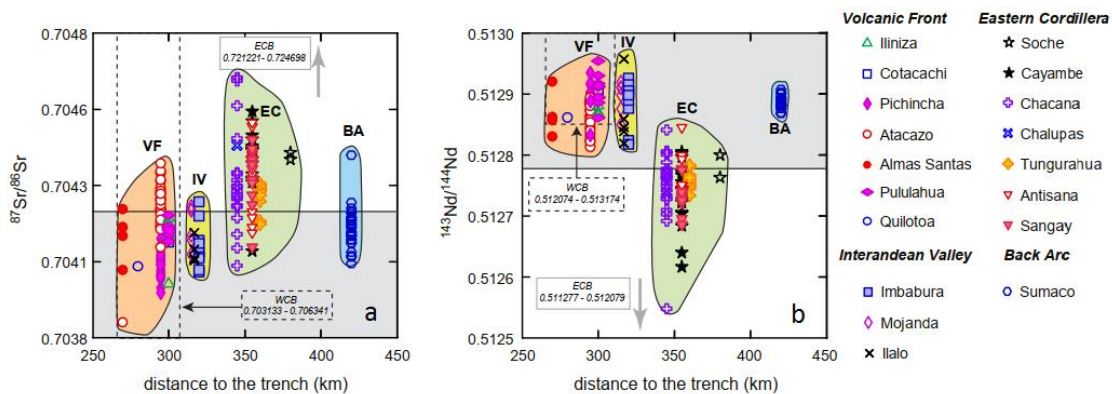 0.7048
0.7046
0.7043
0.7041
0.7038
87Sr/86Sr
ECB
0.721221- 0.724698
VF
IV
EC
BA
WCB
0.703133 - 0.706341
a
250
300
350
400
450
distance to the trench (km)
0.5130
0.5129
0.5128
0.5127
0.5126
0.5125
143Nd/144Nd
VF
IV
EC
BA
WCB
0.512074 - 0.513174
ECB
0.511277 - 0.512079
b
250
300
350
400
450
distance to the trench (km)
Volcanic Front
Iliniza
Cotacachi
Pichincha
Atacazo
Almas Santas
Pululahua
Quilotoa
Interandean Valley
Imbabura
Mojanda
Ilalo
Eastern Cordillera
Soche
Cayambe
Chacana
Chalupas
Tungurahua
Antisana
Sangay
Back Arc
Sumaco